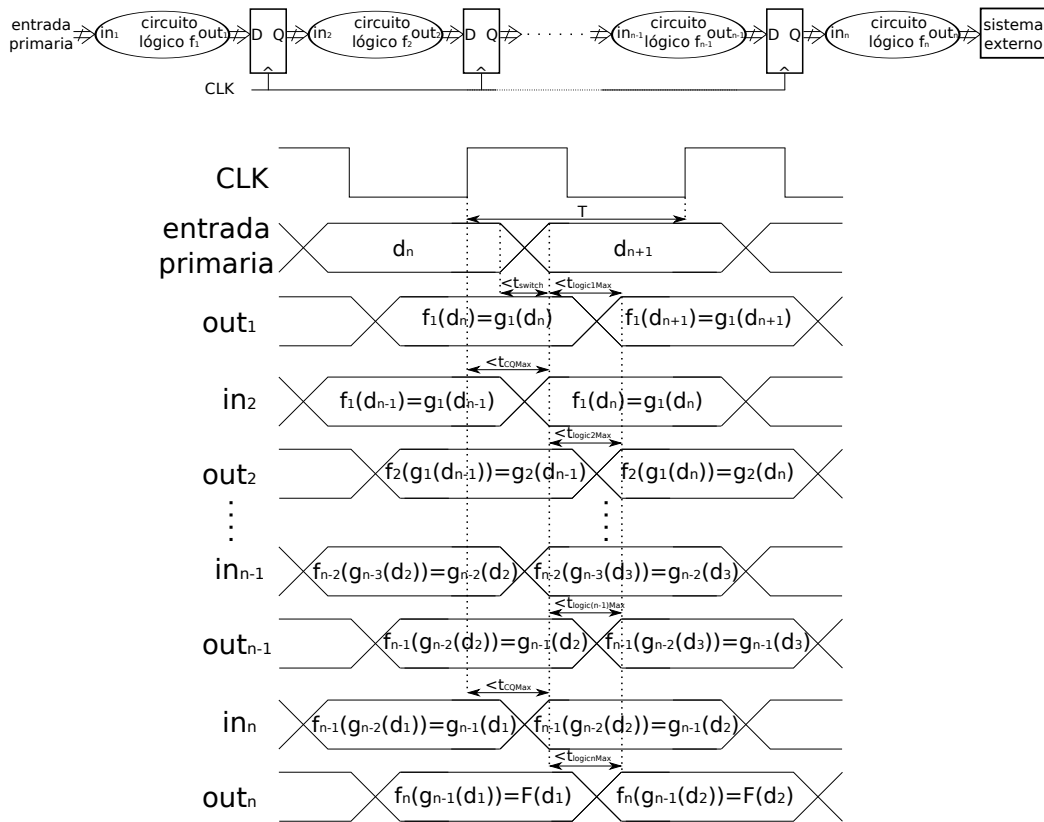 entrada primaria
in₁ circuito lógico f₁ out₁
D Q
in₂ circuito lógico f₂ out₂
D Q
· · · · · ·
inₙ₋₁ circuito lógico fₙ₋₁ outₙ₋₁
D Q
inₙ circuito lógico fₙ outₙ
sistema externo
CLK
CLK
T
entrada primaria
dₙ
dₙ₊₁
<t_switch
<t_logic1Max
out₁
f₁(dₙ)=g₁(dₙ)
f₁(dₙ₊₁)=g₁(dₙ₊₁)
<t_CQMax
in₂
f₁(dₙ₋₁)=g₁(dₙ₋₁)
f₁(dₙ)=g₁(dₙ)
<t_logic2Max
out₂
f₂(g₁(dₙ₋₁))=g₂(dₙ₋₁)
f₂(g₁(dₙ))=g₂(dₙ)
inₙ₋₁
fₙ₋₂(gₙ₋₃(d₂))=gₙ₋₂(d₂)
fₙ₋₂(gₙ₋₃(d₃))=gₙ₋₂(d₃)
<t_logic(n-1)Max
outₙ₋₁
fₙ₋₁(gₙ₋₂(d₂))=gₙ₋₁(d₂)
fₙ₋₁(gₙ₋₂(d₃))=gₙ₋₁(d₃)
<t_CQMax
inₙ
fₙ₋₁(gₙ₋₂(d₁))=gₙ₋₁(d₁)
fₙ₋₁(gₙ₋₂(d₂))=gₙ₋₁(d₂)
<t_logicnMax
outₙ
fₙ(gₙ₋₁(d₁))=F(d₁)
fₙ(gₙ₋₁(d₂))=F(d₂)